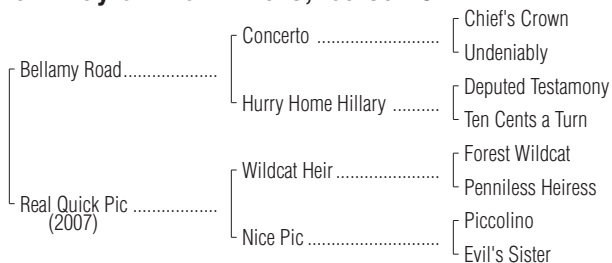 Chief's Crown
Concerto ....................
Undeniably
Bellamy Road....................
Deputed Testamony
Hurry Home Hillary ..........
Ten Cents a Turn
Forest Wildcat
Wildcat Heir......................
Penniless Heiress
Real Quick Pic ..................
(2007)
Piccolino
Nice Pic ............................
Evil's Sister